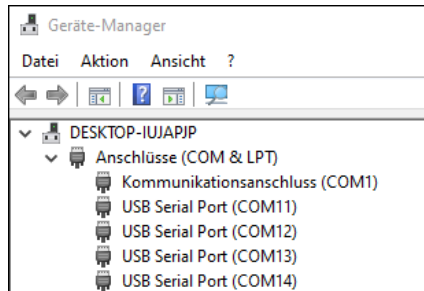 Geräte-Manager
Datei Aktion Ansicht ?
DESKTOP-IUJAPJP
Anschlüsse (COM & LPT)
Kommunikationsanschluss (COM1)
USB Serial Port (COM11)
USB Serial Port (COM12)
USB Serial Port (COM13)
USB Serial Port (COM14)